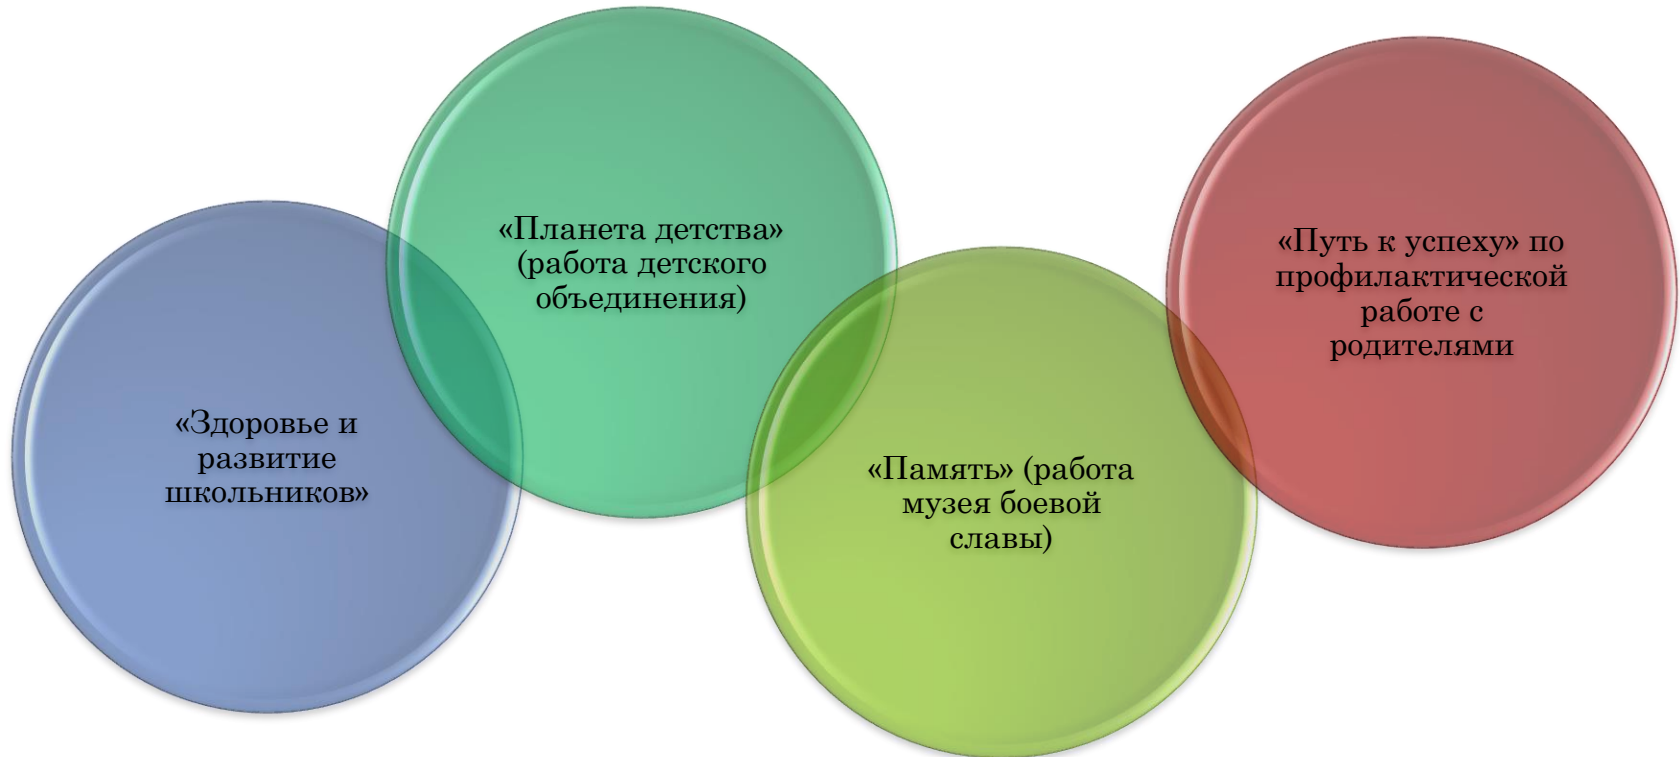 «Здоровье и
развитие
школьников»
«Планета детства»
(работа детского
объединения)
«Память» (работа
музея боевой
славы)
«Путь к успеху» по
профилактической
работе с
родителями